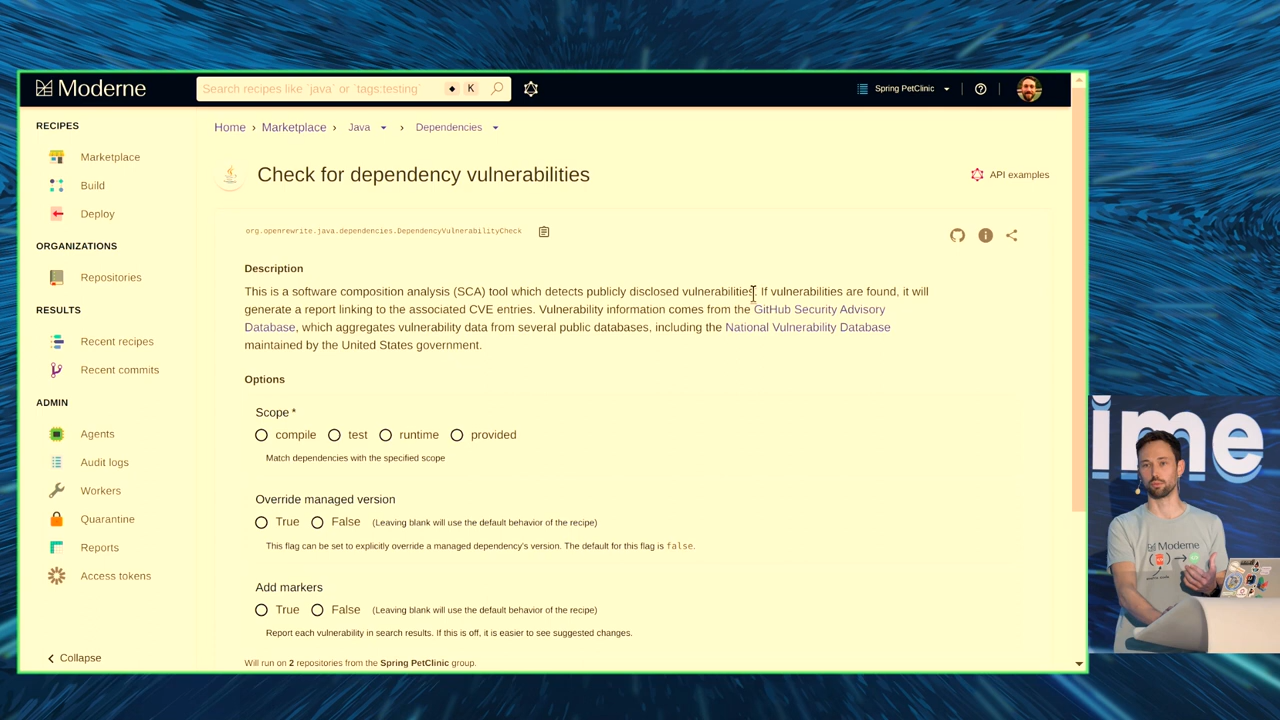 Moderne
Search recipes like `java` or `tags:testing`
K
Spring PetClinic
RECIPES
Marketplace
Build
Deploy
ORGANIZATIONS
Repositories
RESULTS
Recent recipes
Recent commits
ADMIN
Agents
Audit logs
Workers
Quarantine
Reports
Access tokens
Collapse
Home › Marketplace › Java › Dependencies
Check for dependency vulnerabilities
API examples
org.openrewrite.java.dependencies.DependencyVulnerabilityCheck
Description
This is a software composition analysis (SCA) tool which detects publicly disclosed vulnerabilities. If vulnerabilities are found, it will
generate a report linking to the associated CVE entries. Vulnerability information comes from the GitHub Security Advisory
Database, which aggregates vulnerability data from several public databases, including the National Vulnerability Database
maintained by the United States government.
Options
Scope *
compile test runtime provided
Match dependencies with the specified scope
Override managed version
True False (Leaving blank will use the default behavior of the recipe)
This flag can be set to explicitly override a managed dependency's version. The default for this flag is false.
Add markers
True False (Leaving blank will use the default behavior of the recipe)
Report each vulnerability in search results. If this is off, it is easier to see suggested changes.
Will run on 2 repositories from the Spring PetClinic group.
ime
Moderne